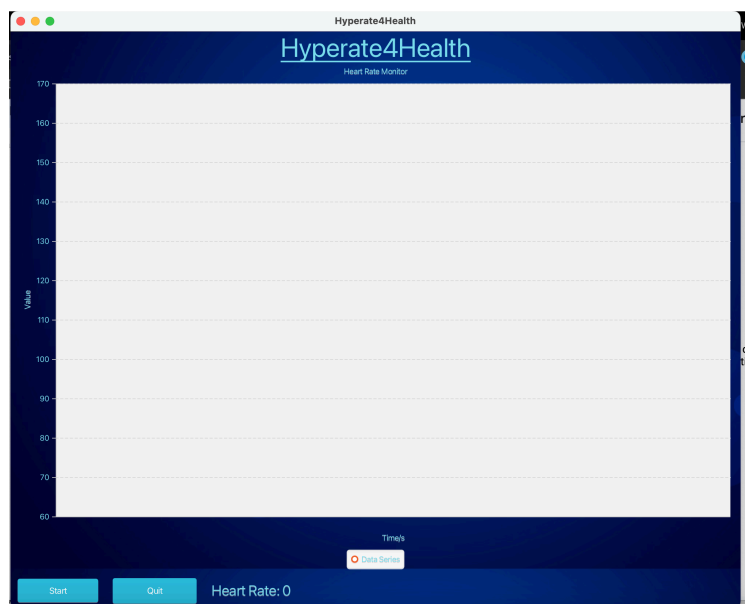 Hyperate4Health
Hyperate4Health
Heart Rate Monitor
170
160
150
140
130
120
Value
110
100
90
80
70
60
Time/s
Data Series
Start
Quit
Heart Rate: 0